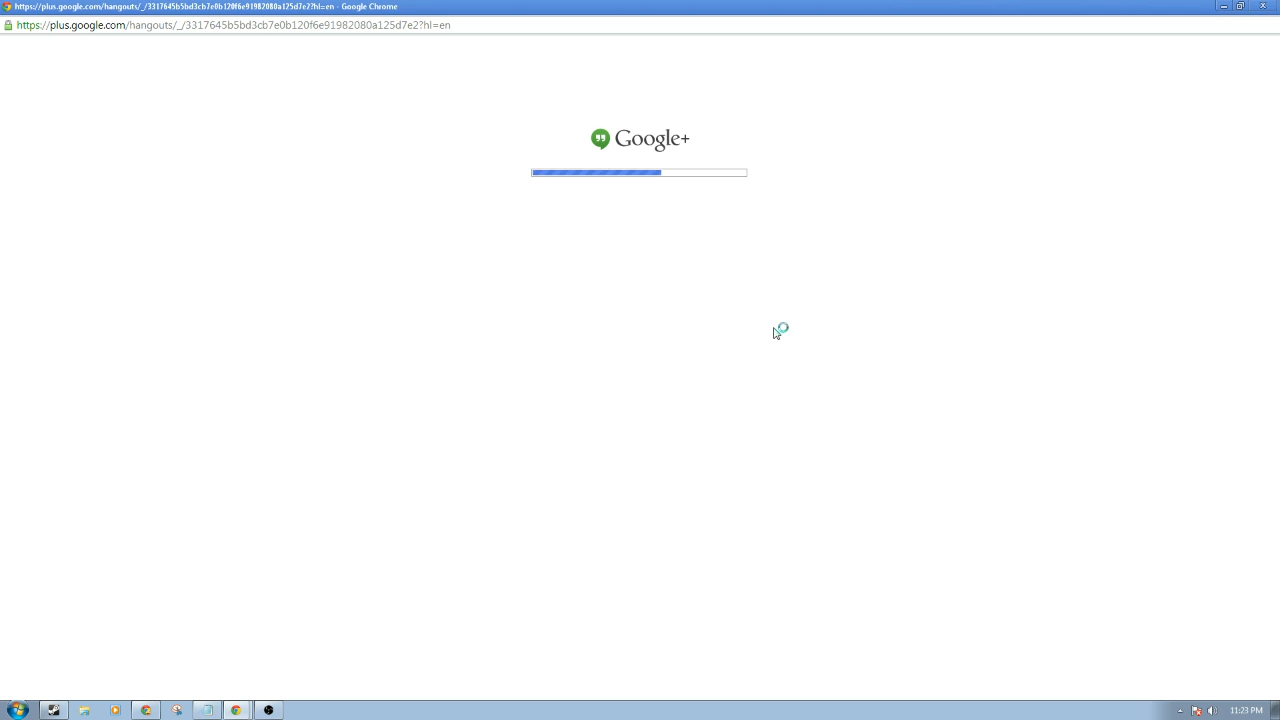 https://plus.google.com/hangouts/_/3317645b5bd3cb7e0b120f6e91982080a125d7e2?hl=en - Google Chrome
https://plus.google.com/hangouts/_/3317645b5bd3cb7e0b120f6e91982080a125d7e2?hl=en
Google+
11:23 PM